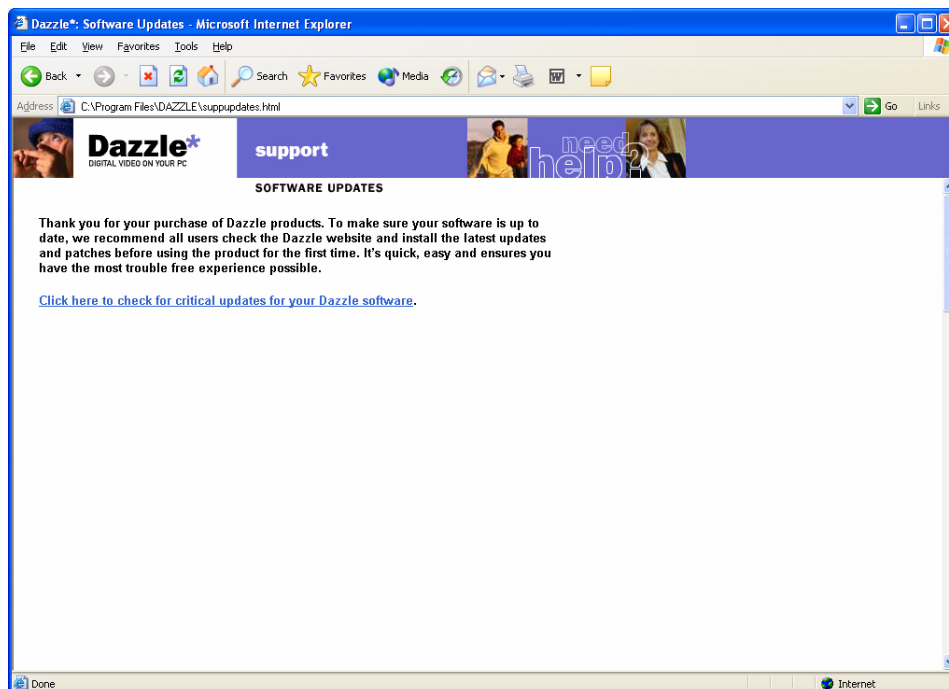 Dazzle*: Software Updates - Microsoft Internet Explorer
File Edit View Favorites Tools Help
Back Search Favorites Media
Address C:\Program Files\DAZZLE\suppupdates.html Go Links
Dazzle*
DIGITAL VIDEO ON YOUR PC
support
need
help?
SOFTWARE UPDATES
Thank you for your purchase of Dazzle products. To make sure your software is up to
date, we recommend all users check the Dazzle website and install the latest updates
and patches before using the product for the first time. It's quick, easy and ensures you
have the most trouble free experience possible.
Click here to check for critical updates for your Dazzle software.
Done Internet